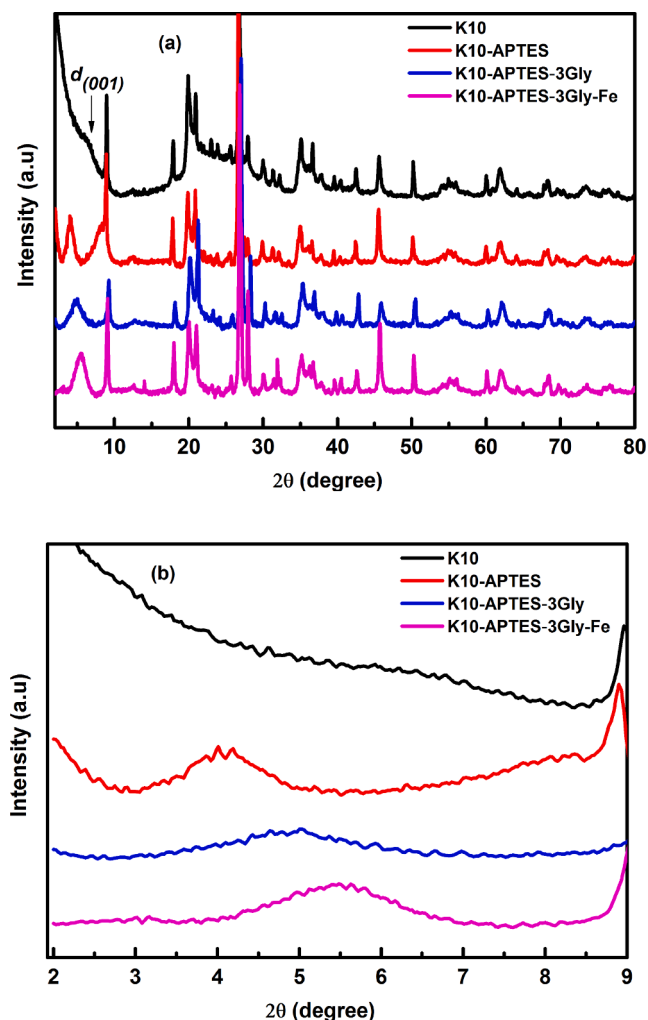 (a)
K10
K10-APTES
K10-APTES-3Gly
K10-APTES-3Gly-Fe
d(001)
Intensity (a.u)
10 20 30 40 50 60 70 80
2θ (degree)
(b)
K10
K10-APTES
K10-APTES-3Gly
K10-APTES-3Gly-Fe
Intensity (a.u)
2 3 4 5 6 7 8 9
2θ (degree)